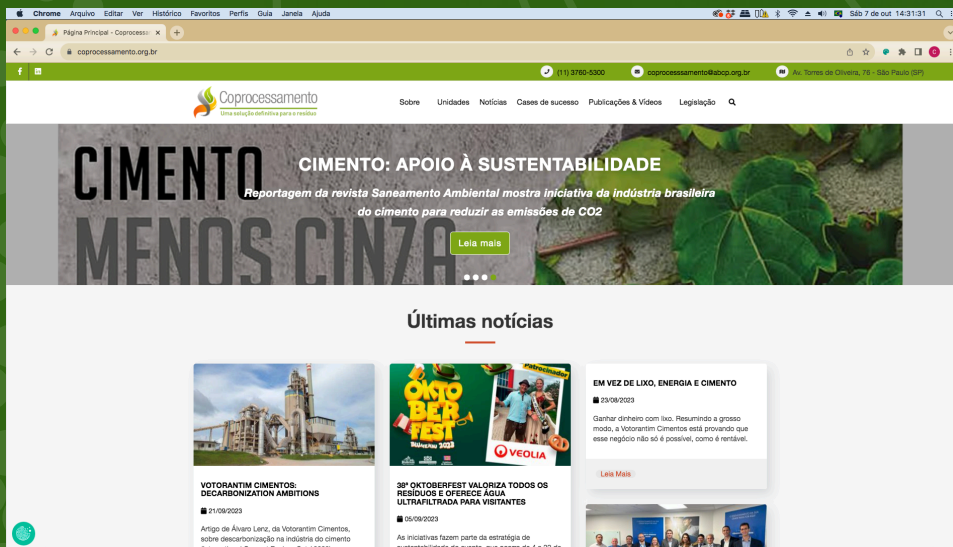 Chrome Arquivo Editar Ver Histórico Favoritos Perfis Guia Janela Ajuda
Sáb 7 de out 14:31:31
Página Principal - Coprocessa
coprocessamento.org.br
(11) 3760-5300
coprocesssamento@abcp.org.br
Av. Torres de Oliveira, 76 - São Paulo (SP)
Coprocessamento
Uma solução definitiva para o resíduo
Sobre Unidades Notícias Cases de sucesso Publicações & Vídeos Legislação
CIMENTO
MENOS CINZA
CIMENTO: APOIO À SUSTENTABILIDADE
Reportagem da revista Saneamento Ambiental mostra iniciativa da indústria brasileira
do cimento para reduzir as emissões de CO2
Leia mais
Últimas notícias
VOTORANTIM CIMENTOS:
DECARBONIZATION AMBITIONS
21/09/2023
Artigo de Álvaro Lenz, da Votorantim Cimentos,
sobre descarbonização na indústria do cimento
Patrocinador
OKTO
BER
FEST
BLUMENAU 2023
VEOLIA
38ª OKTOBERFEST VALORIZA TODOS OS
RESÍDUOS E OFERECE ÁGUA
ULTRAFILTRADA PARA VISITANTES
05/09/2023
As iniciativas fazem parte da estratégia de
EM VEZ DE LIXO, ENERGIA E CIMENTO
23/08/2023
Ganhar dinheiro com lixo. Resumindo a grosso
modo, a Votorantim Cimentos está provando que
esse negócio não só é possível, como é rentável.
Leia Mais